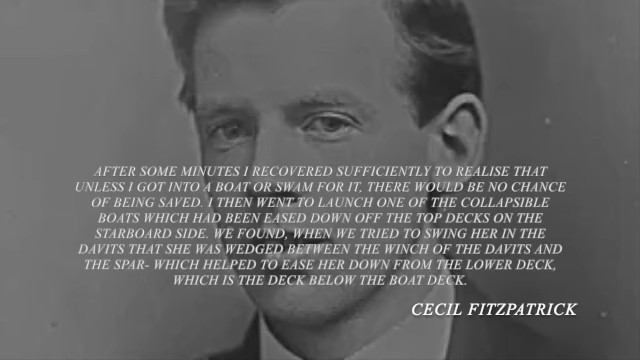 AFTER SOME MINUTES I RECOVERED SUFFICIENTLY TO REALISE THAT
UNLESS I GOT INTO A BOAT OR SWAM FOR IT, THERE WOULD BE NO CHANCE
OF BEING SAVED. I THEN WENT TO LAUNCH ONE OF THE COLLAPSIBLE
BOATS WHICH HAD BEEN EASED DOWN OFF THE TOP DECKS ON THE
STARBOARD SIDE. WE FOUND, WHEN WE TRIED TO SWING HER IN THE
DAVITS THAT SHE WAS WEDGED BETWEEN THE WINCH OF THE DAVITS AND
THE SPAR- WHICH HELPED TO EASE HER DOWN FROM THE LOWER DECK,
WHICH IS THE DECK BELOW THE BOAT DECK.
CECIL FITZPATRICK